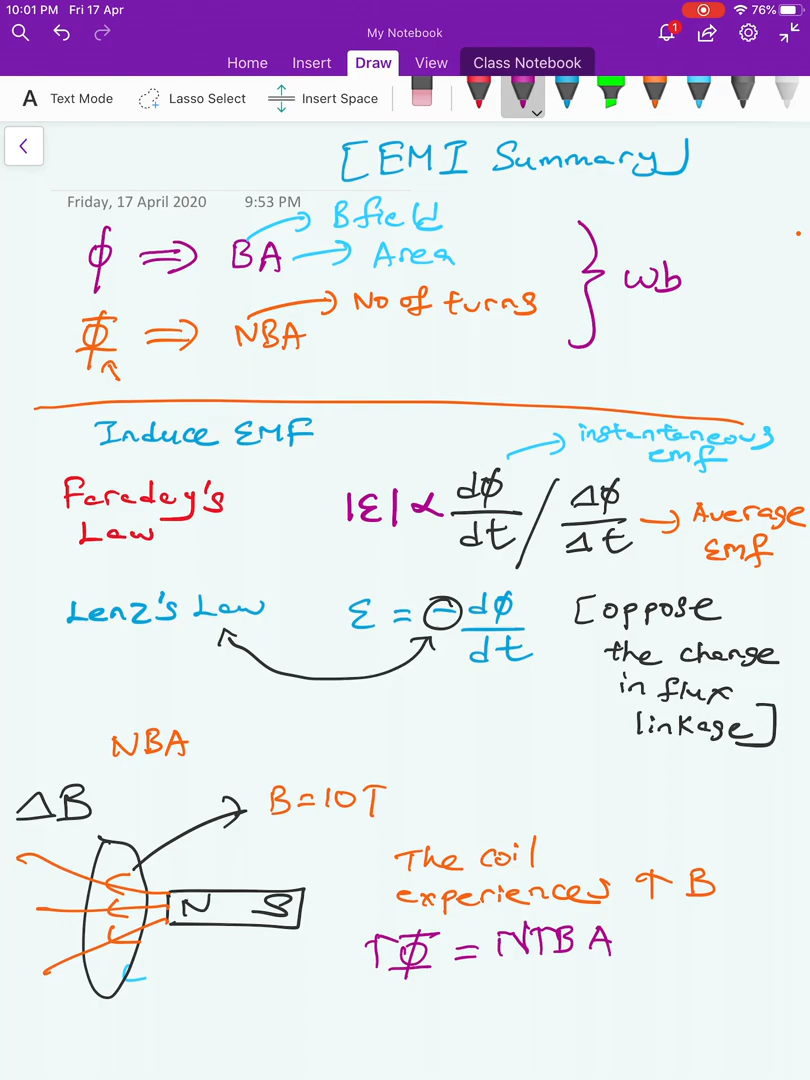 10:01 PM Fri 17 Apr 76%
My Notebook
1
Home Insert Draw View Class Notebook
A Text Mode Lasso Select Insert Space
[EMI Summary]
Friday, 17 April 2020 9:53 PM
B field
ϕ ⇒ BA → Area
} wb
No of turns
Φ ⇒ NBA
Induce EMF
instantaneous
emf
Faradey's
Law
|ε| ∝ dϕ/dt / Δϕ/Δt → Average
Emf
Lenz's Law ε = - dϕ/dt [oppose
the change
in flux
linkage]
NBA
ΔB
B = 10T
The coil
experiences ↑ B
N S
↑Φ = N↑B A